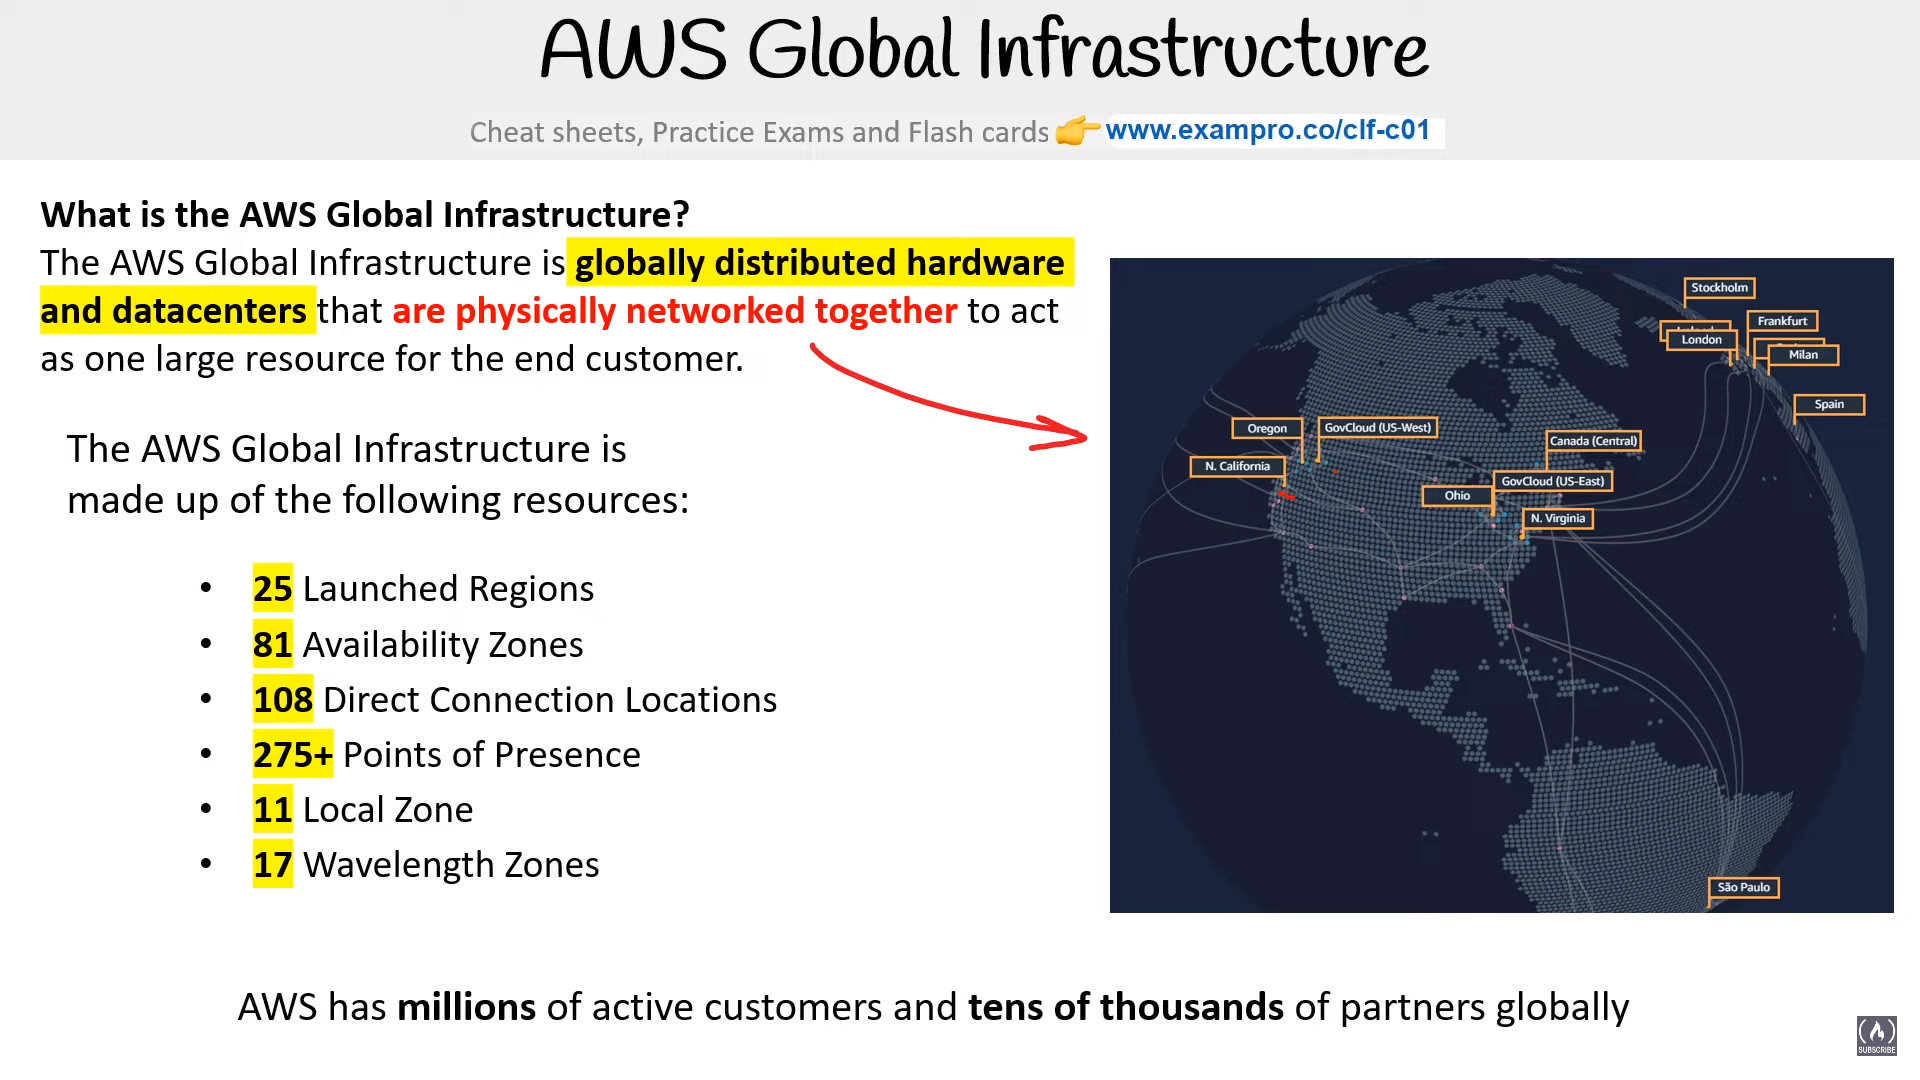 AWS Global Infrastructure
Cheat sheets, Practice Exams and Flash cards 👉 www.exampro.co/clf-c01
What is the AWS Global Infrastructure?
The AWS Global Infrastructure is globally distributed hardware
and datacenters that are physically networked together to act
as one large resource for the end customer.
The AWS Global Infrastructure is
made up of the following resources:
• 25 Launched Regions
• 81 Availability Zones
• 108 Direct Connection Locations
• 275+ Points of Presence
• 11 Local Zone
• 17 Wavelength Zones
Stockholm
Frankfurt
London
Milan
Spain
Oregon
GovCloud (US-West)
Canada (Central)
N. California
GovCloud (US-East)
Ohio
N. Virginia
São Paulo
AWS has millions of active customers and tens of thousands of partners globally
SUBSCRIBE